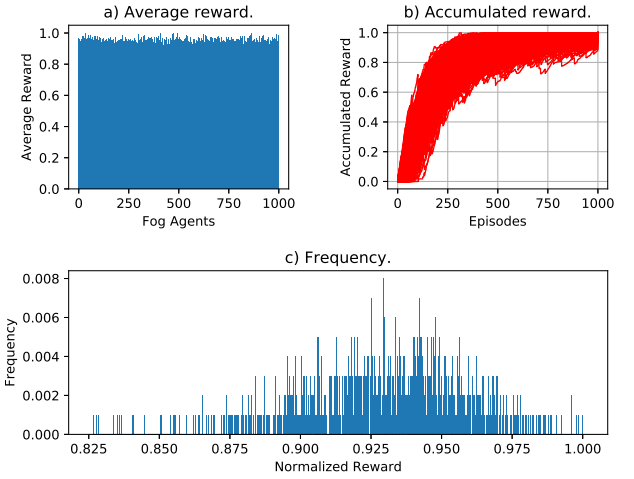 a) Average reward.
1.0
0.8
0.6
0.4
0.2
0.0
Average Reward
0 250 500 750 1000
Fog Agents
b) Accumulated reward.
1.0
0.8
0.6
0.4
0.2
0.0
Accumulated Reward
0 250 500 750 1000
Episodes
c) Frequency.
0.008
0.006
0.004
0.002
0.000
Frequency
0.825 0.850 0.875 0.900 0.925 0.950 0.975 1.000
Normalized Reward